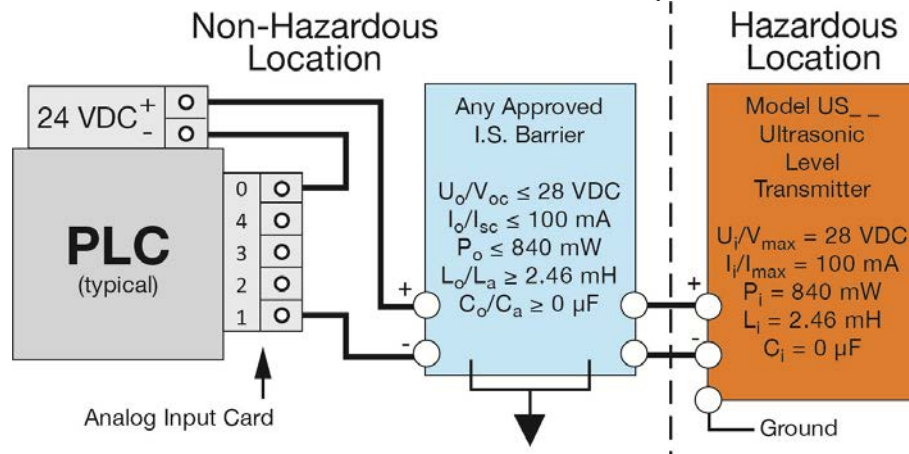 Non-Hazardous
Location
Hazardous
Location
24 VDC + -
PLC
(typical)
0
4
3
2
1
Analog Input Card
Any Approved
I.S. Barrier
Uₒ/Vₒc ≤ 28 VDC
Iₒ/Isc ≤ 100 mA
Pₒ ≤ 840 mW
Lₒ/Lₐ ≥ 2.46 mH
Cₒ/Cₐ ≥ 0 µF
+
-
Model US_ _
Ultrasonic
Level
Transmitter
Uᵢ/Vmax = 28 VDC
Iᵢ/Imax = 100 mA
Pᵢ = 840 mW
Lᵢ = 2.46 mH
Cᵢ = 0 µF
+
-
Ground